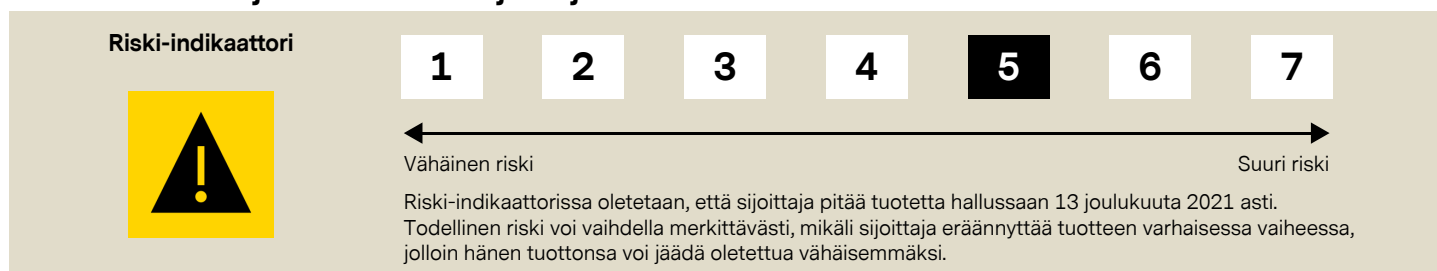 Riski-indikaattori
1 2 3 4 5 6 7
Vähäinen riski Suuri riski
Riski-indikaattorissa oletetaan, että sijoittaja pitää tuotetta hallussaan 13 joulukuuta 2021 asti.
Todellinen riski voi vaihdella merkittävästi, mikäli sijoittaja eräännyttää tuotteen varhaisessa vaiheessa,
jolloin hänen tuottonsa voi jäädä oletettua vähäisemmäksi.